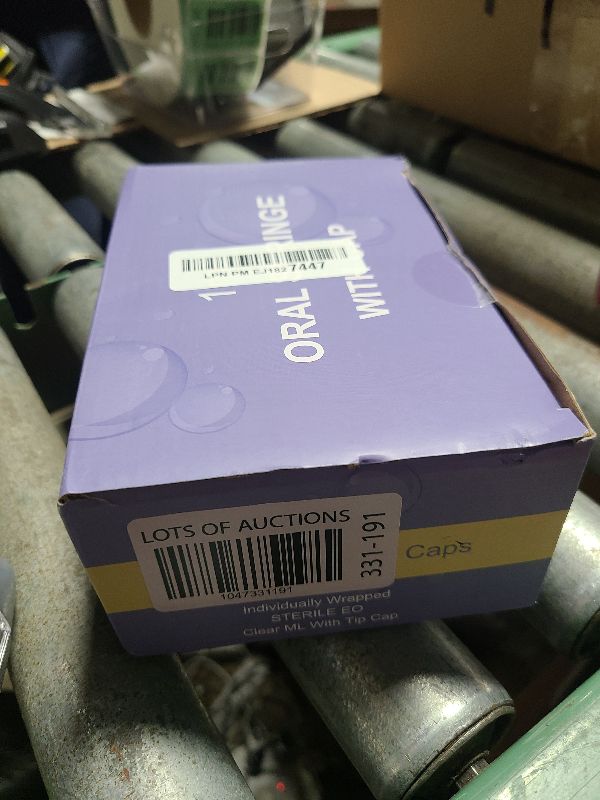 LPN PM EJ182 7447
ORAL
WITH
LOTS OF AUCTIONS
331-191
1047331191
Caps
Individually Wrapped
STERILE EO
Clear ML With Tip Cap